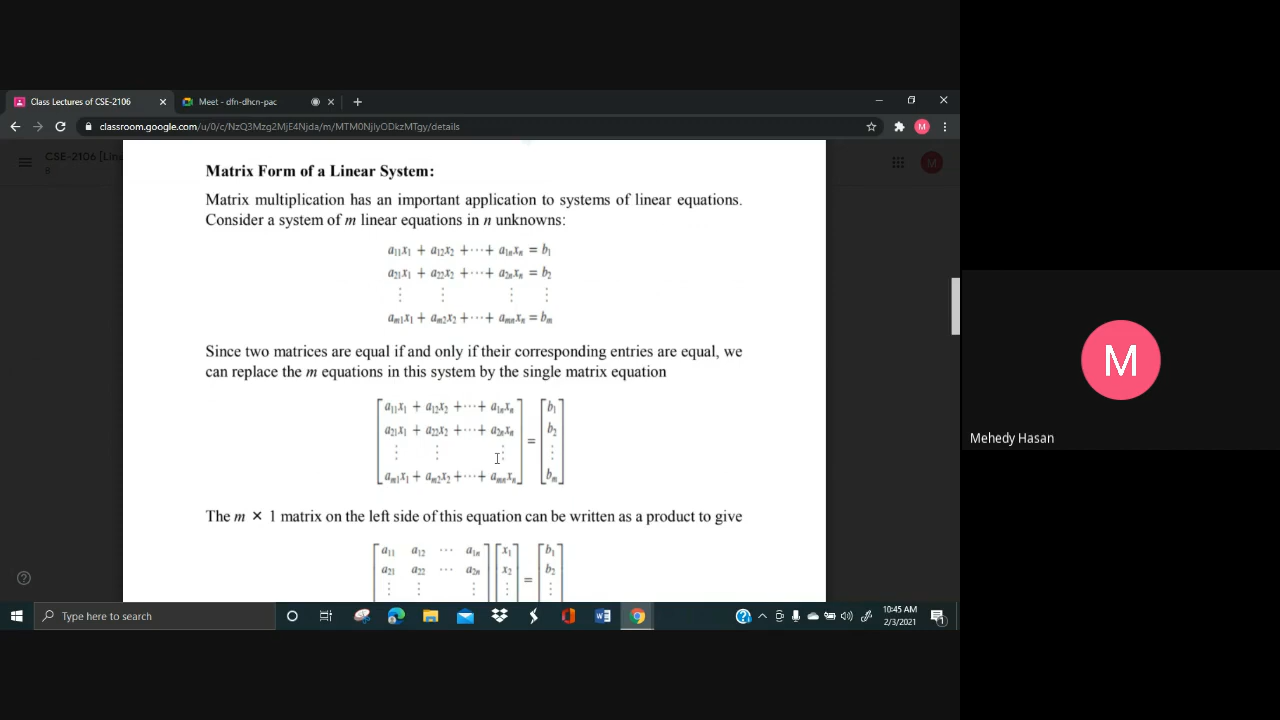 Class Lectures of CSE-2106
Meet - dfn-dhcn-pac
classroom.google.com/u/0/c/NzQ3Mzg2MjE4Njda/m/MTM0NjIyODkzMTgy/details
M
CSE-2106 [Lin
B
M
Matrix Form of a Linear System:
Matrix multiplication has an important application to systems of linear equations.
Consider a system of m linear equations in n unknowns:
a11x1 + a12x2 + ⋯ + a1nxn = b1
a21x1 + a22x2 + ⋯ + a2nxn = b2
⋮ ⋮ ⋮ ⋮
am1x1 + am2x2 + ⋯ + amnxn = bm
Since two matrices are equal if and only if their corresponding entries are equal, we
can replace the m equations in this system by the single matrix equation
a11x1 + a12x2 + ⋯ + a1nxn b1
a21x1 + a22x2 + ⋯ + a2nxn b2
⋮ ⋮ ⋮ = ⋮
am1x1 + am2x2 + ⋯ + amnxn bm
The m × 1 matrix on the left side of this equation can be written as a product to give
a11 a12 ⋯ a1n x1 b1
a21 a22 ⋯ a2n x2 = b2
⋮ ⋮ ⋮ ⋮ ⋮
M
Mehedy Hasan
Type here to search
10:45 AM
2/3/2021
1